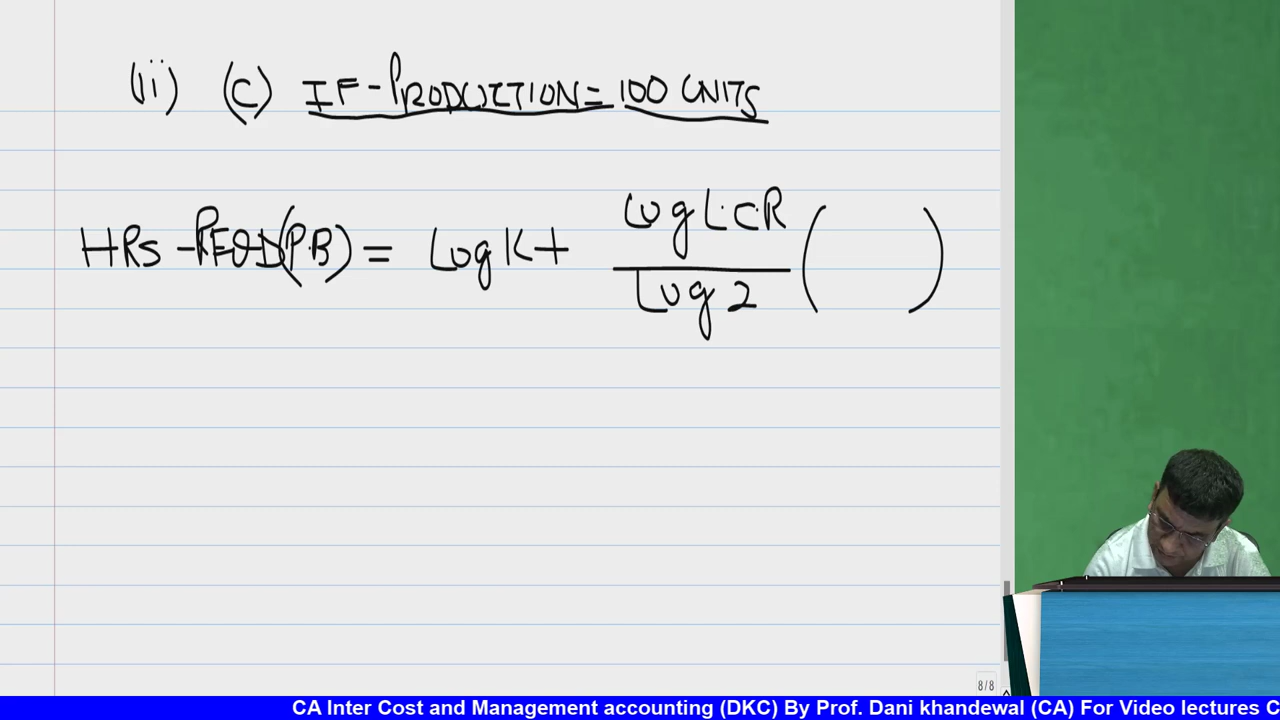 (ii) (C) IF - PRODUCTION = 100 UNITS
HRS - REQD (P.B) = Log K + Log L.C.R / Log 2 ( )
8/8
CA Inter Cost and Management accounting (DKC) By Prof. Dani khandewal (CA) For Video lectures C